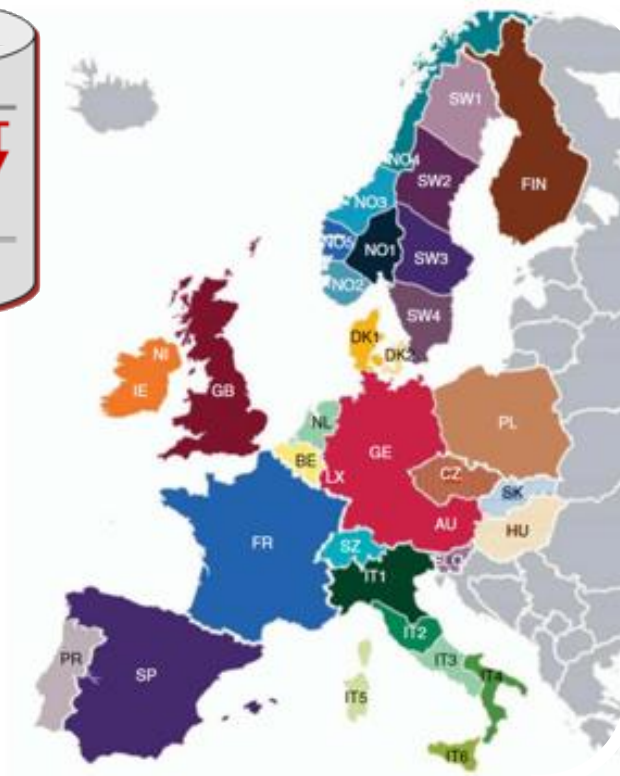 SW1
NO4
SW2
FIN
NO3
NO5
NO1
SW3
NO2
SW4
DK1
DK2
NI
IE
GB
NL
PL
BE
GE
LX
CZ
SK
AU
HU
FR
SZ
IT1
IT2
IT3
IT4
PR
SP
IT5
IT6